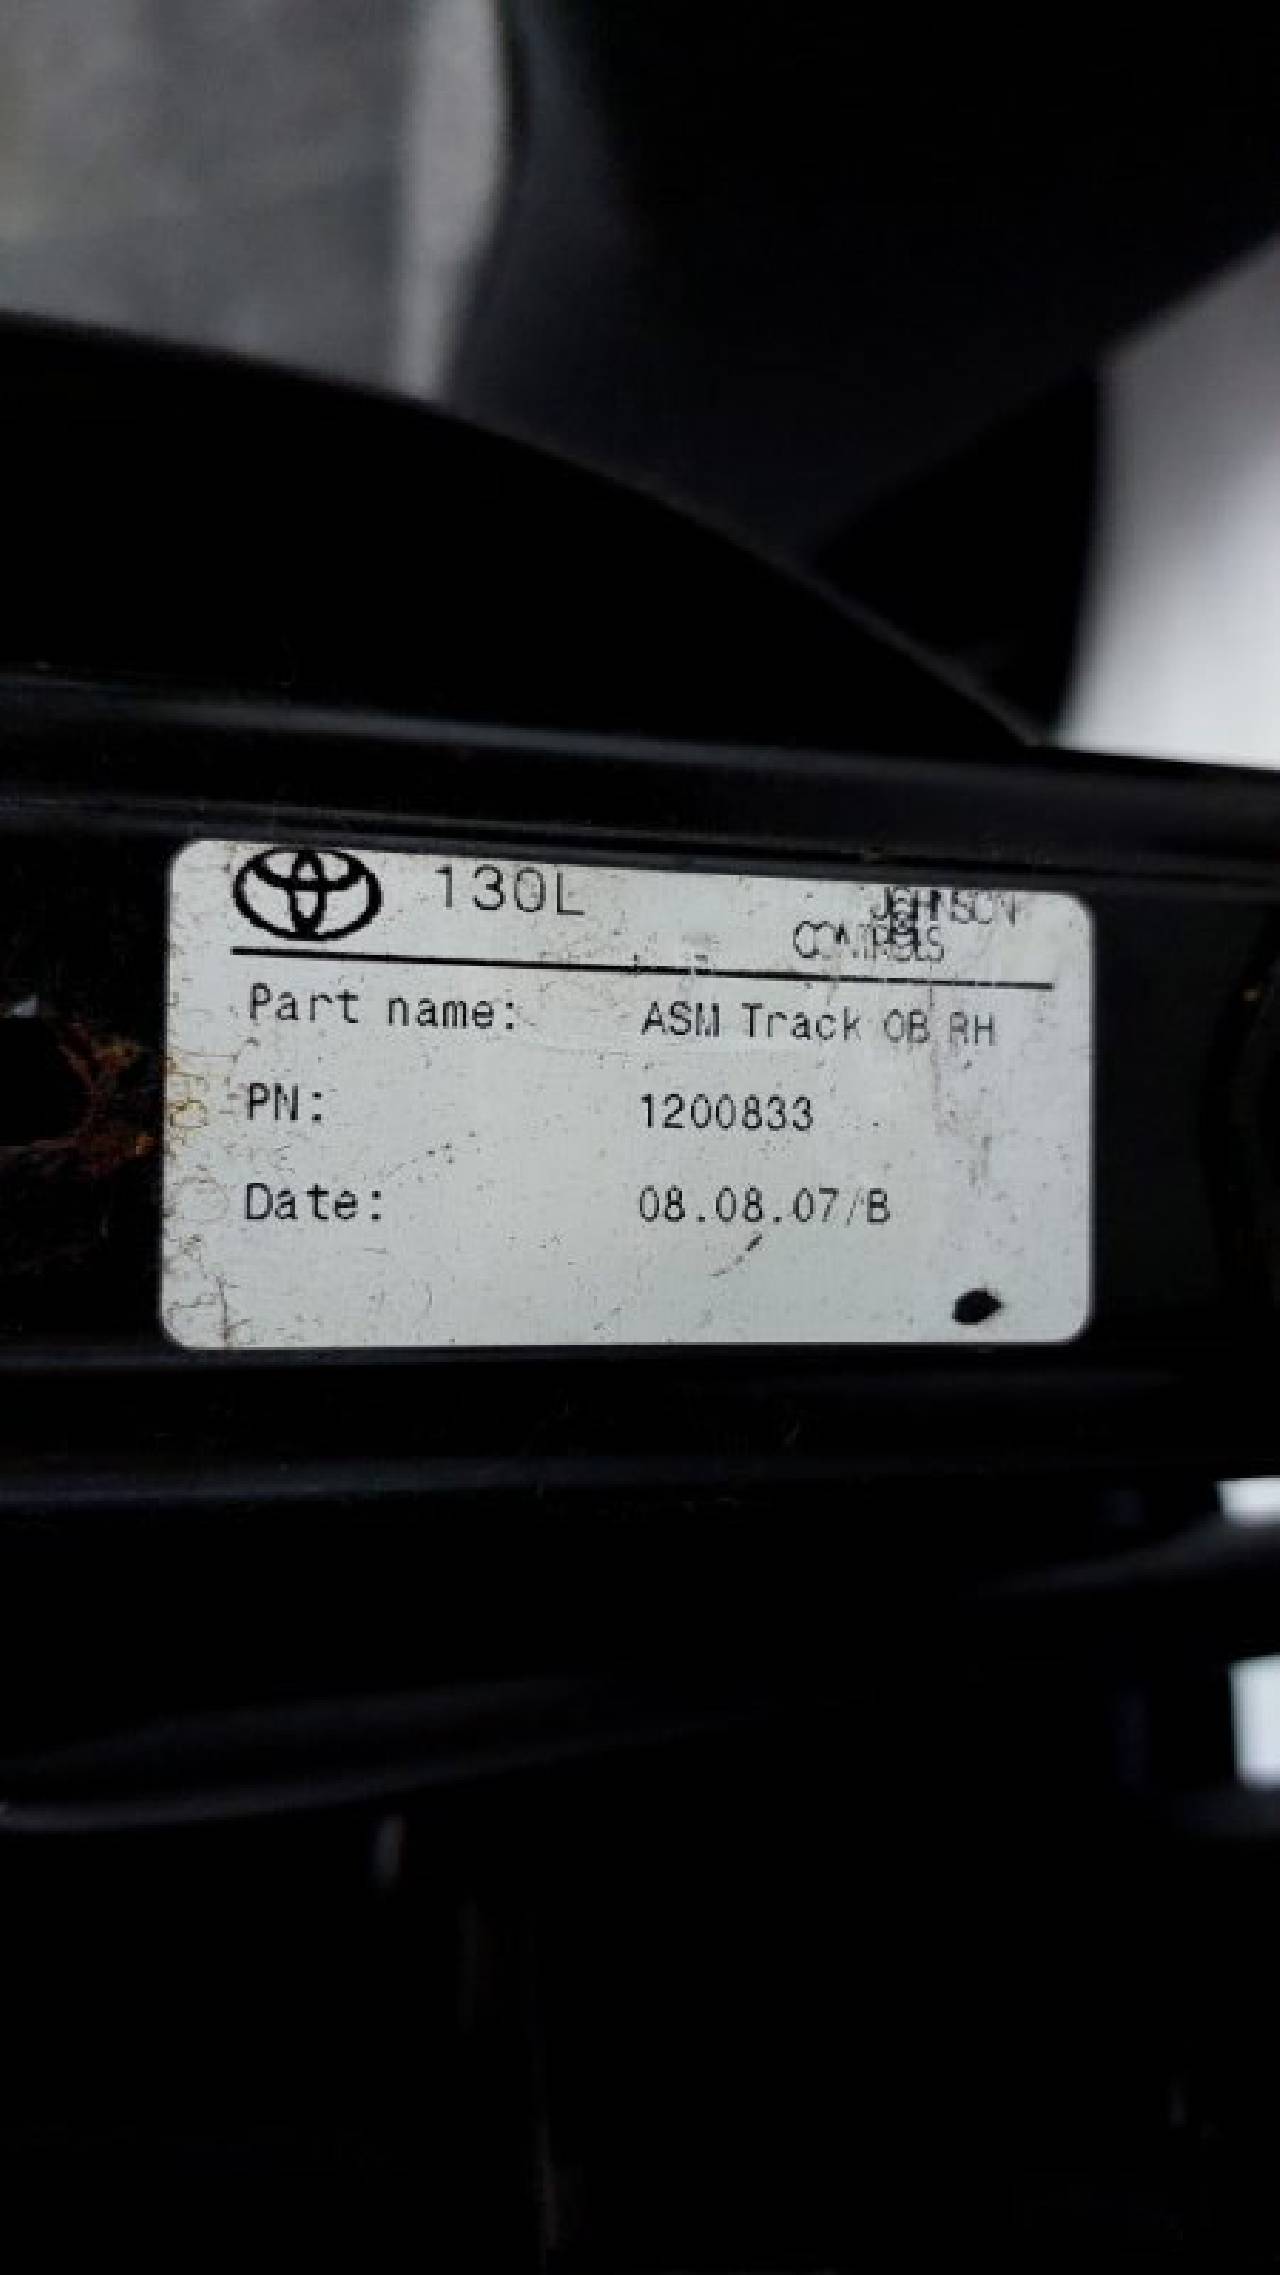 130L
JOHNSON
CONTROLS
Part name: ASM Track OB RH
PN: 1200833
Date: 08.08.07/B